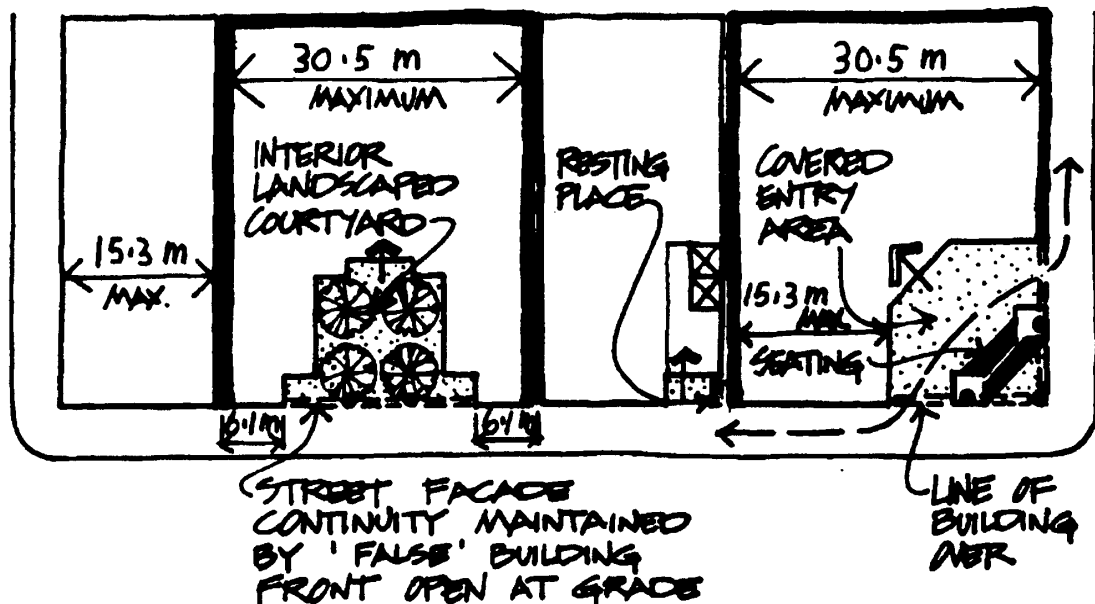 30.5 m
MAXIMUM
30.5 m
MAXIMUM
INTERIOR
LANDSCAPED
COURTYARD
RESTING
PLACE
COVERED
ENTRY
AREA
15.3 m
MAX.
15.3 m
MAX.
SEATING
6.1 m
6.1 m
STREET FACADE
CONTINUITY MAINTAINED
BY 'FALSE' BUILDING
FRONT OPEN AT GRADE
LINE OF
BUILDING
OVER